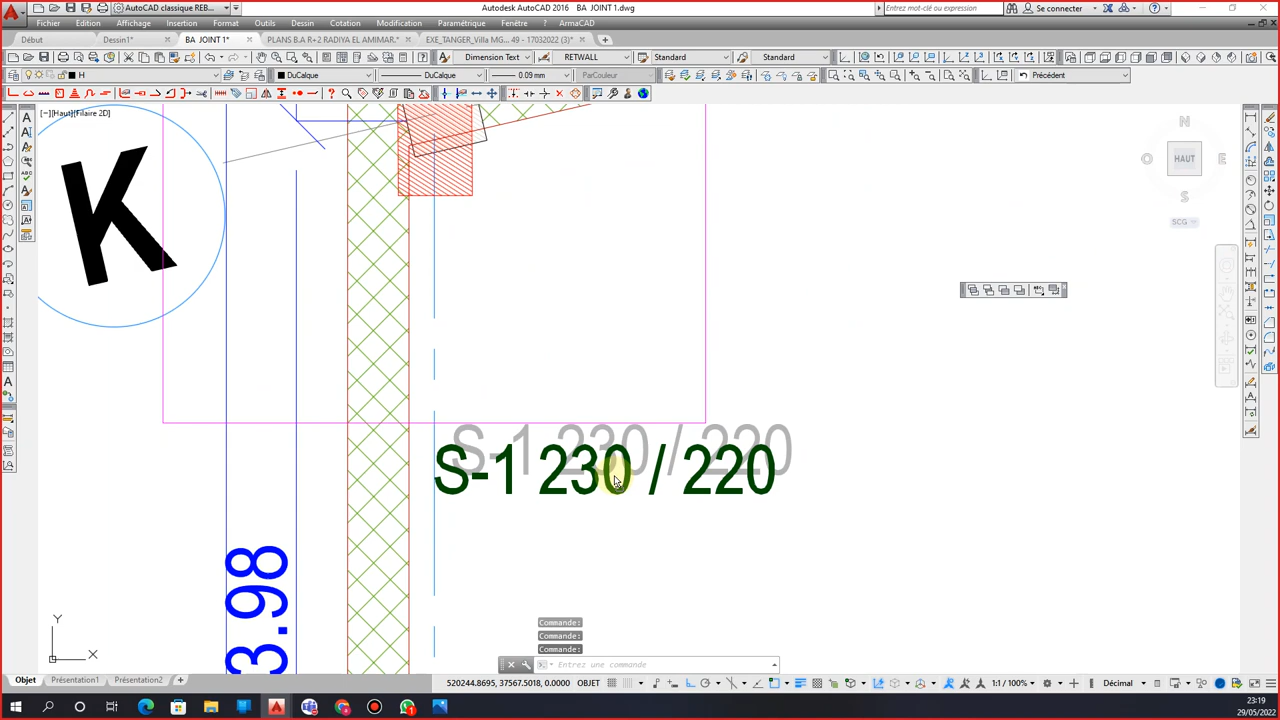 AutoCAD classique REB...
Autodesk AutoCAD 2016 BA JOINT 1.dwg
Entrez mot-clé ou expression
Se connecter
Fichier Edition Affichage Insertion Format Outils Dessin Cotation Modification Paramétrique Fenêtre ? ArmaCAD
Début Dessin1* BA JOINT 1* PLANS B.A R+2 RADIYA EL AMIMAR.* EXE_TANGER_Villa MG... 49 - 17032022 (3)*
Dimension Text RETWALL Standard Standard
H DuCalque DuCalque 0.09 mm ParCouleur Précédent
[−][Haut][Filaire 2D]
N
O HAUT E
S
SCG
K
S-1 230 / 220
S-1 230 / 220
3.98
Y
X
Commande:
Commande:
Commande:
Entrez une commande
Objet Présentation1 Présentation2 +
520244.8695, 37567.5018, 0.0000 OBJET 1:1 / 100% Décimal
23:19
29/05/2022